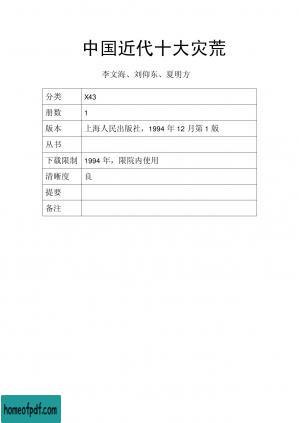 中国近代十大灾荒
李文海、刘仰东、夏明方
分类 X43
册数 1
版本 上海人民出版社，1994 年 12 月第 1 版
丛书
下载限制 1994 年，限院内使用
清晰度 良
提要
备注
homeofpdf.com